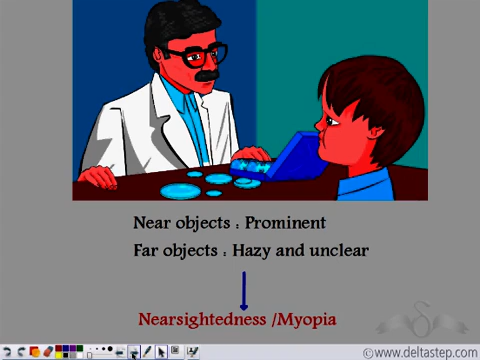 Near objects : Prominent
Far objects : Hazy and unclear
Nearsightedness /Myopia
©www.deltastep.com